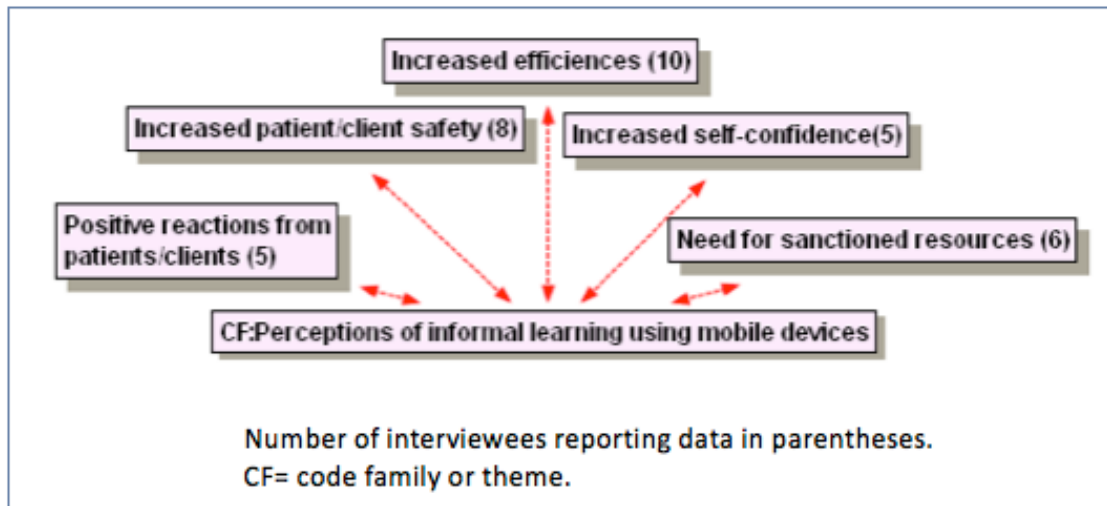 Increased efficiences (10)
Increased patient/client safety (8)
Increased self-confidence(5)
Positive reactions from
patients/clients (5)
Need for sanctioned resources (6)
CF:Perceptions of informal learning using mobile devices
Number of interviewees reporting data in parentheses.
CF= code family or theme.